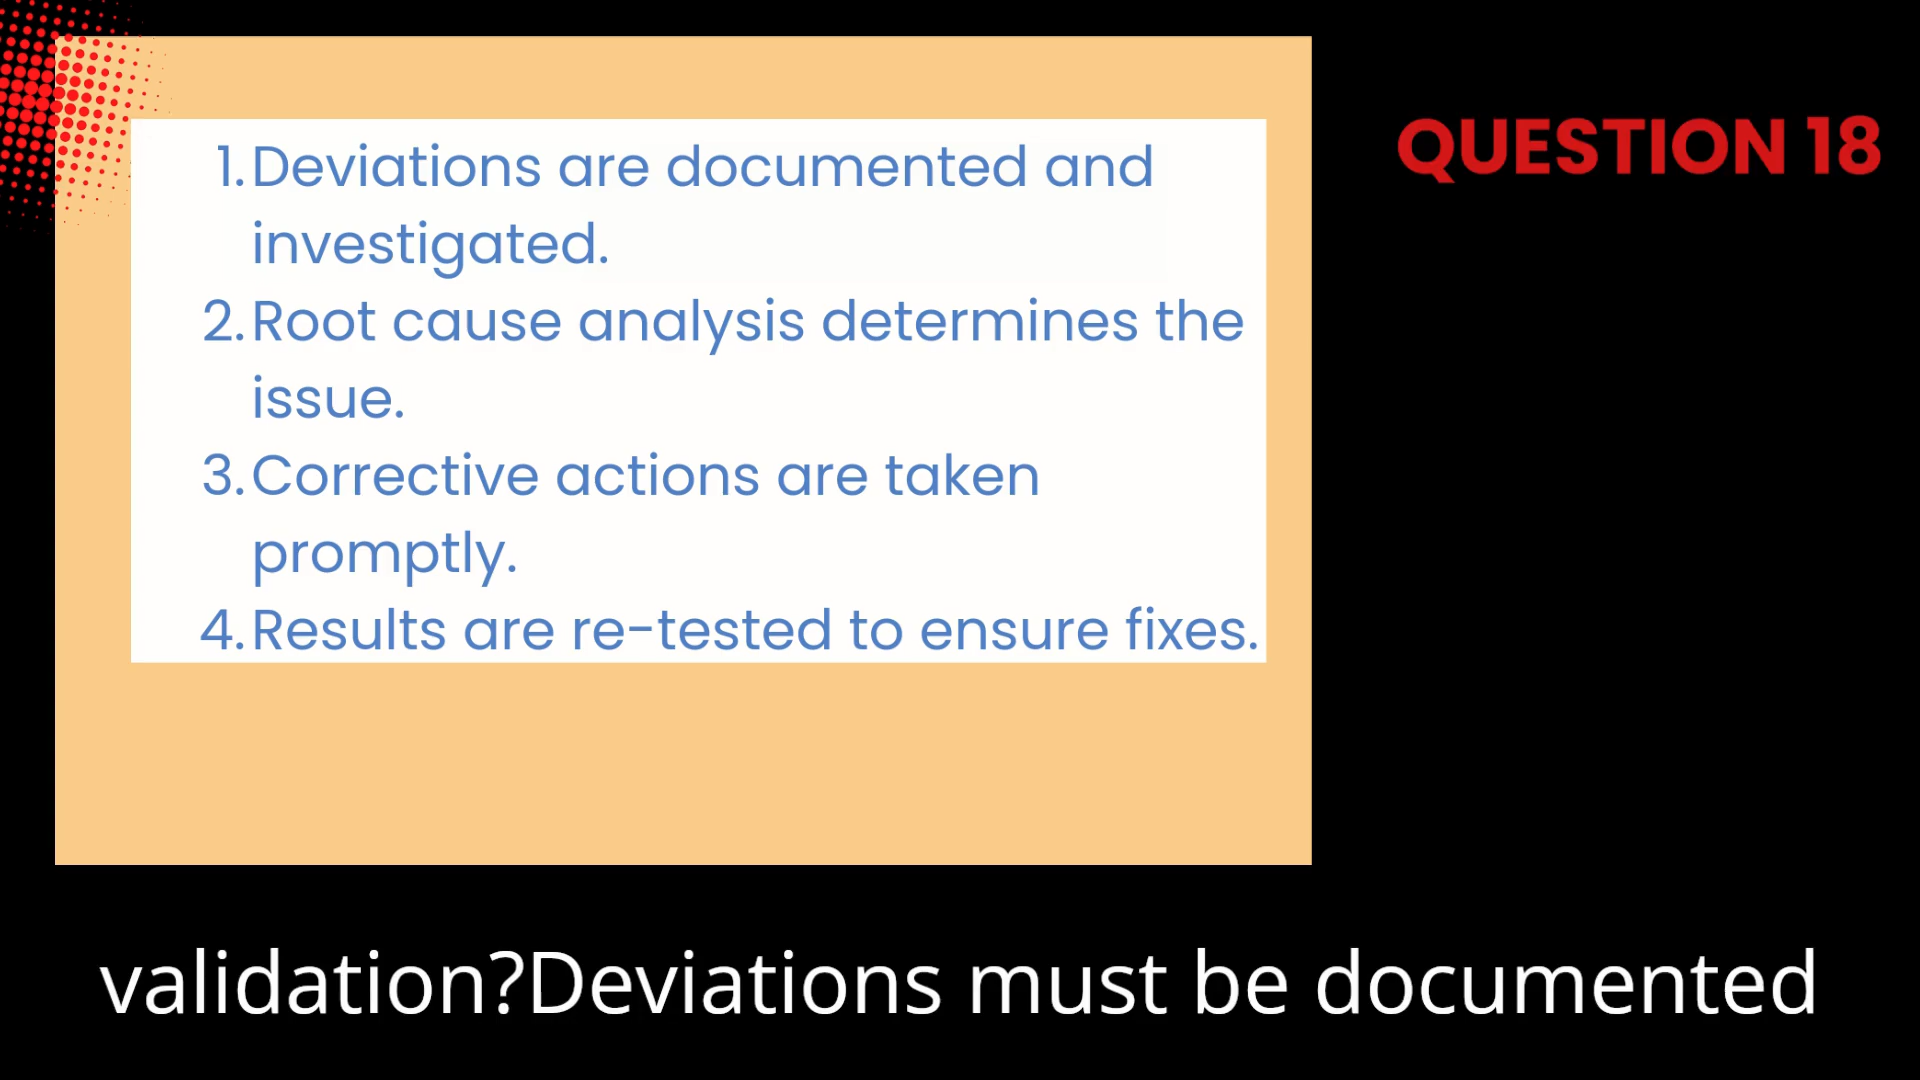 1. Deviations are documented and
investigated.
2. Root cause analysis determines the
issue.
3. Corrective actions are taken
promptly.
4. Results are re-tested to ensure fixes.
QUESTION 18
validation?Deviations must be documented